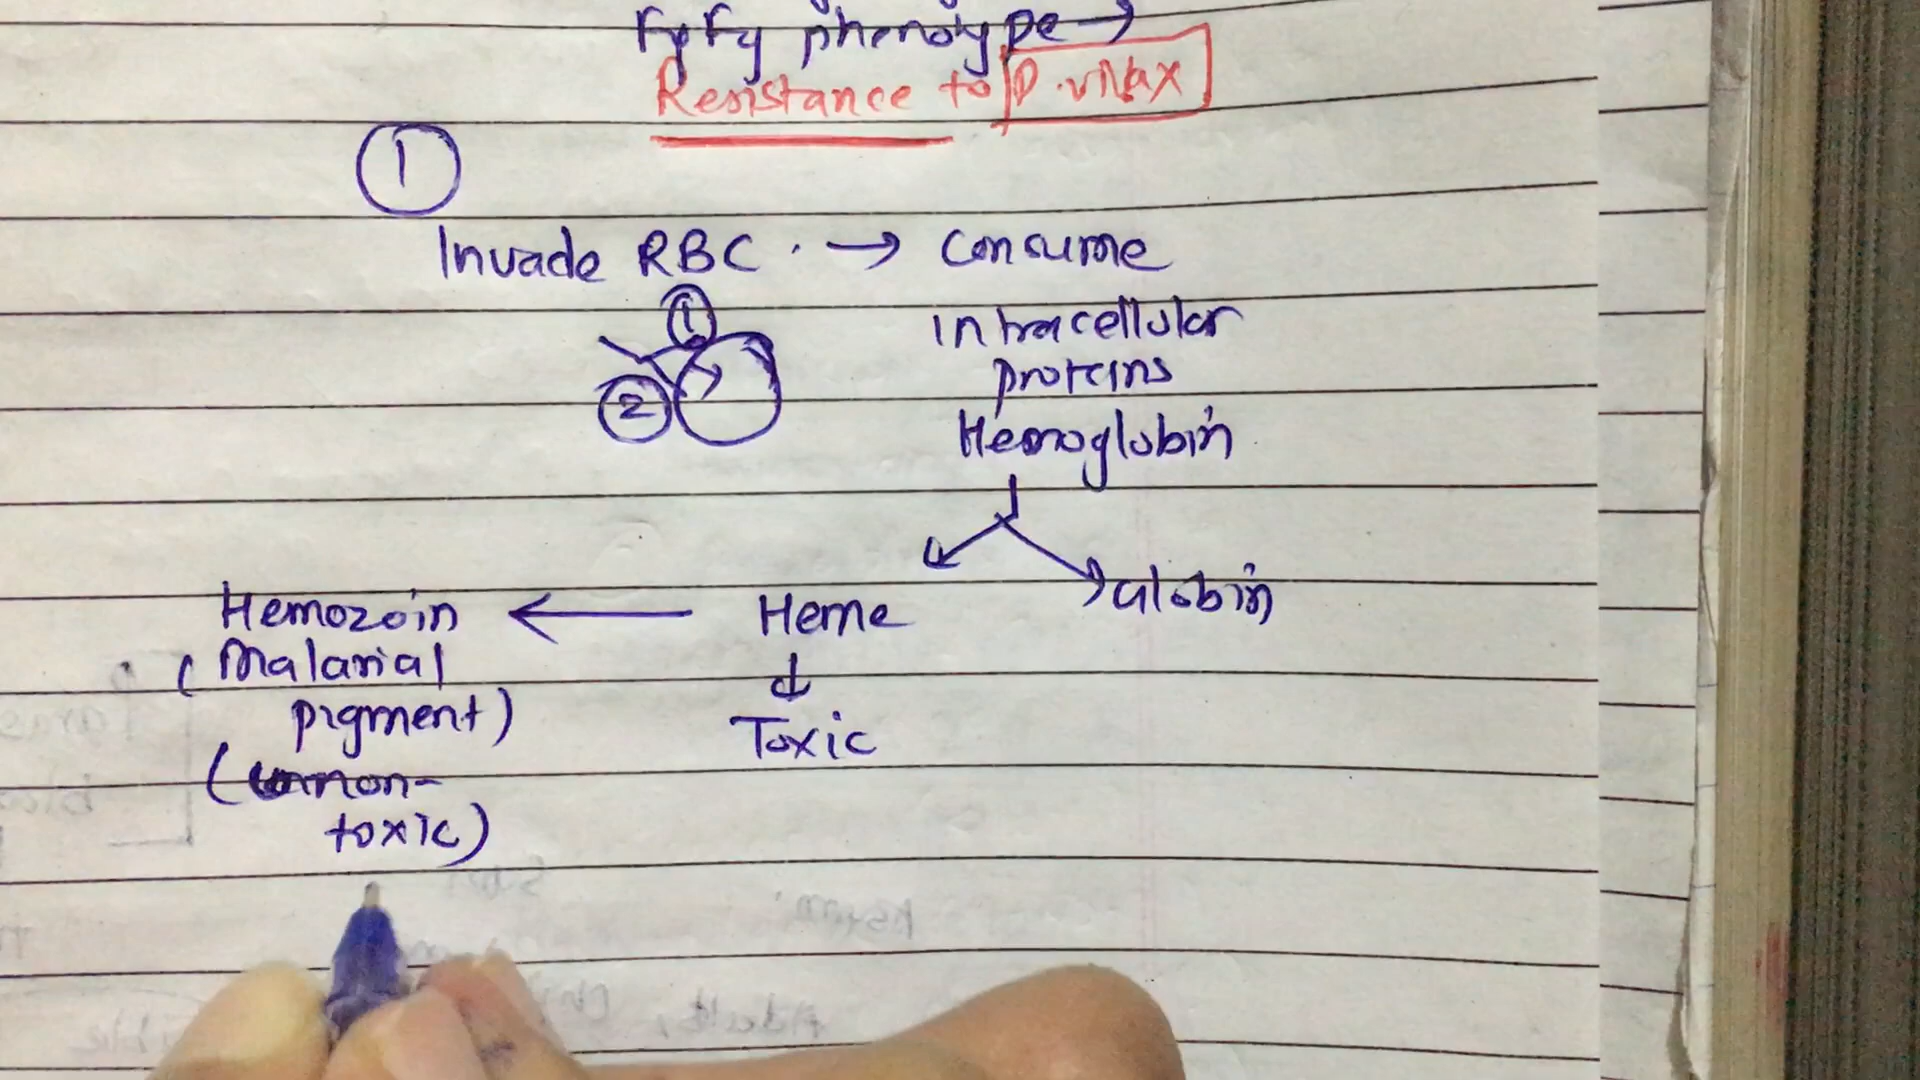 FyFy phenotype →
Resistance to P. vivax
1
Invade RBC . → Consume
1
intracellular
proteins
2
Hemoglobin
Globin
Hemozoin ← Heme
(Malarial
pigment)
Toxic
(non-
toxic)